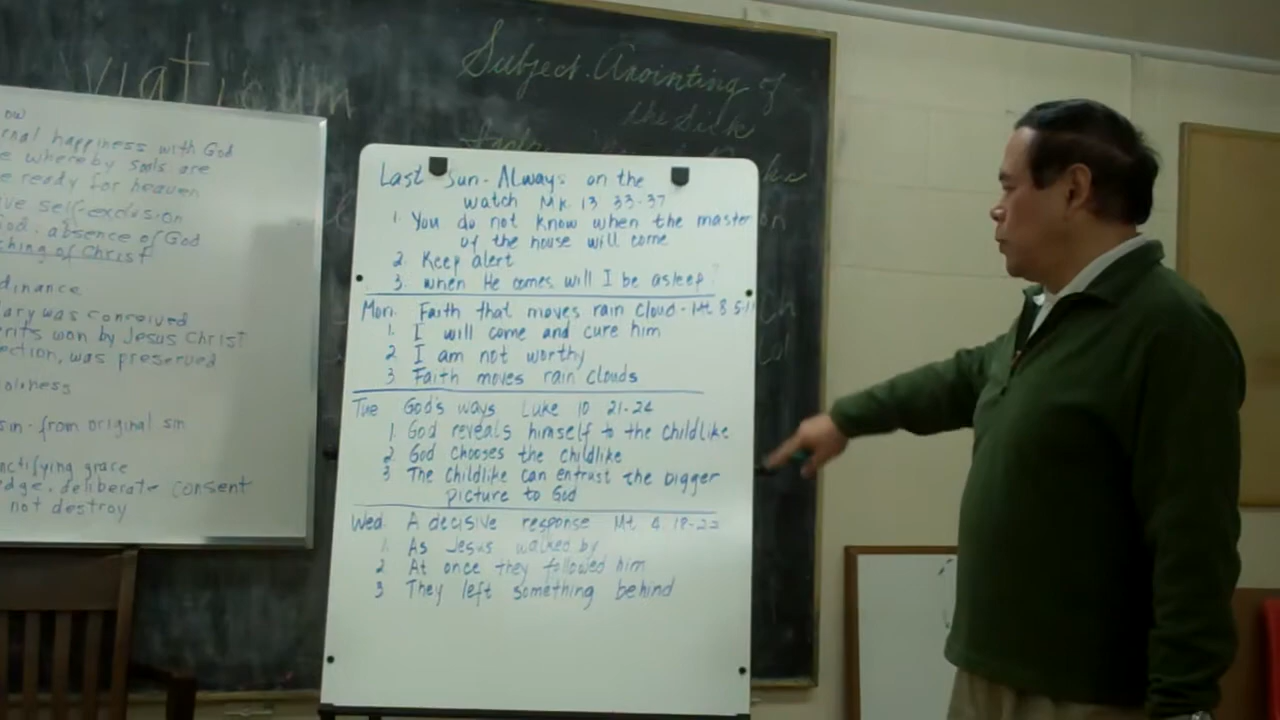 viaticum
Subject. Anointing of
the Sick
ow
rnal happiness with God
e whereby souls are
e ready for heaven
ve self-exclusion
God. absence of God
ching of Christ
dinance
ary was conceived
erits won by Jesus Christ
ection, was preserved
oliness
sin- from original sin
nctifying grace
edge. deliberate consent
not destroy
Last Sun- Always on the
watch Mk. 13 33-37
1. You do not know when the master
of the house will come
2. Keep alert
3. when He comes will I be asleep?
Mon. Faith that moves rain cloud - Mt 8 5-11
1. I will come and cure him
2. I am not worthy
3 Faith moves rain clouds
Tue God's ways Luke 10 21-24
1. God reveals himself to the childlike
2. God chooses the childlike
3 The childlike can entrust the bigger
picture to God
Wed. A decisive response Mt 4 18-22
1. As Jesus walked by
2 At once they followed him
3 They left something behind